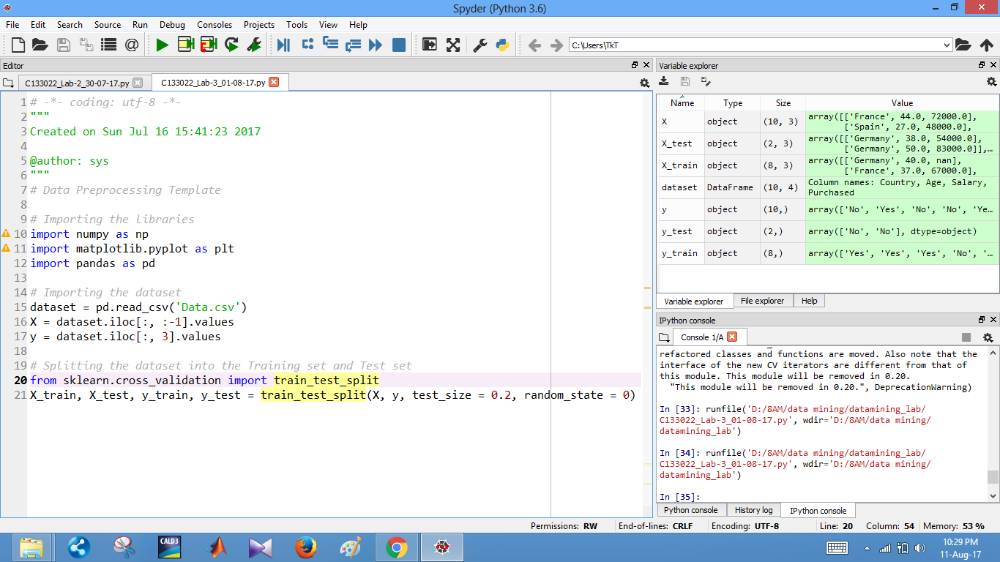 Spyder (Python 3.6)
File Edit Search Source Run Debug Consoles Projects Tools View Help
C:\Users\TkT
Editor
C133022_Lab-2_30-07-17.py
C133022_Lab-3_01-08-17.py
1 # -*- coding: utf-8 -*-
2 """
3 Created on Sun Jul 16 15:41:23 2017
4
5 @author: sys
6 """
7 # Data Preprocessing Template
8
9 # Importing the libraries
10 import numpy as np
11 import matplotlib.pyplot as plt
12 import pandas as pd
13
14 # Importing the dataset
15 dataset = pd.read_csv('Data.csv')
16 X = dataset.iloc[:, :-1].values
17 y = dataset.iloc[:, 3].values
18
19 # Splitting the dataset into the Training set and Test set
20 from sklearn.cross_validation import train_test_split
21 X_train, X_test, y_train, y_test = train_test_split(X, y, test_size = 0.2, random_state = 0)
Variable explorer
Name Type Size Value
X object (10, 3) array([['France', 44.0, 72000.0],
['Spain', 27.0, 48000.0],
X_test object (2, 3) array([['Germany', 38.0, 54000.0],
['Germany', 50.0, 83000.0]],…
X_train object (8, 3) array([['Germany', 40.0, nan],
['France', 37.0, 67000.0],
dataset DataFrame (10, 4) Column names: Country, Age, Salary,
Purchased
y object (10,) array(['No', 'Yes', 'No', 'No', 'Ye…
y_test object (2,) array(['No', 'No'], dtype=object)
y_train object (8,) array(['Yes', 'Yes', 'Yes', 'No', '…
Variable explorer File explorer Help
IPython console
Console 1/A
refactored classes and functions are moved. Also note that the
interface of the new CV iterators are different from that of
this module. This module will be removed in 0.20.
"This module will be removed in 0.20.", DeprecationWarning)
In [33]: runfile('D:/8AM/data mining/datamining_lab/
C133022_Lab-3_01-08-17.py', wdir='D:/8AM/data mining/
datamining_lab')
In [34]: runfile('D:/8AM/data mining/datamining_lab/
C133022_Lab-3_01-08-17.py', wdir='D:/8AM/data mining/
datamining_lab')
In [35]:
Python console History log IPython console
Permissions: RW End-of-lines: CRLF Encoding: UTF-8 Line: 20 Column: 54 Memory: 53 %
CALD3
10:29 PM
11-Aug-17